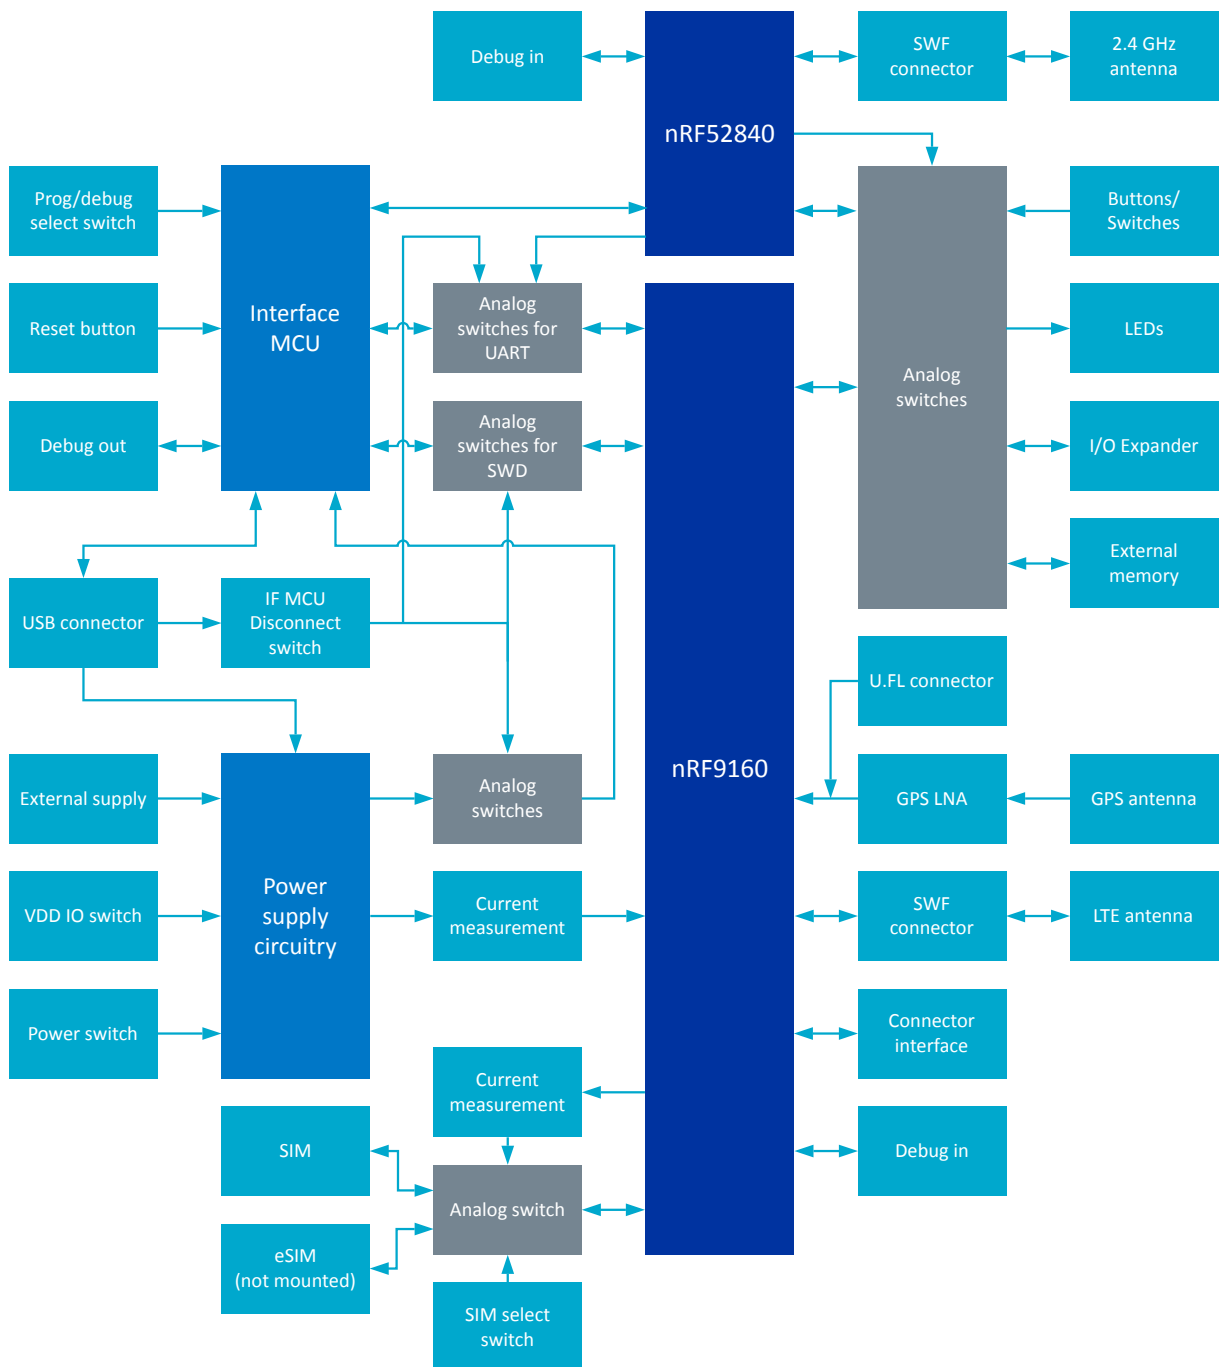 Debug in
nRF52840
SWF
connector
2.4 GHz
antenna
Prog/debug
select switch
Interface
MCU
Buttons/
Switches
Reset button
Analog
switches for
UART
LEDs
Analog
switches
Debug out
Analog
switches for
SWD
I/O Expander
External
memory
USB connector
IF MCU
Disconnect
switch
U.FL connector
nRF9160
External supply
Analog
switches
GPS LNA
GPS antenna
Power
supply
circuitry
VDD IO switch
Current
measurement
SWF
connector
LTE antenna
Power switch
Connector
interface
Current
measurement
SIM
Debug in
Analog switch
eSIM
(not mounted)
SIM select
switch